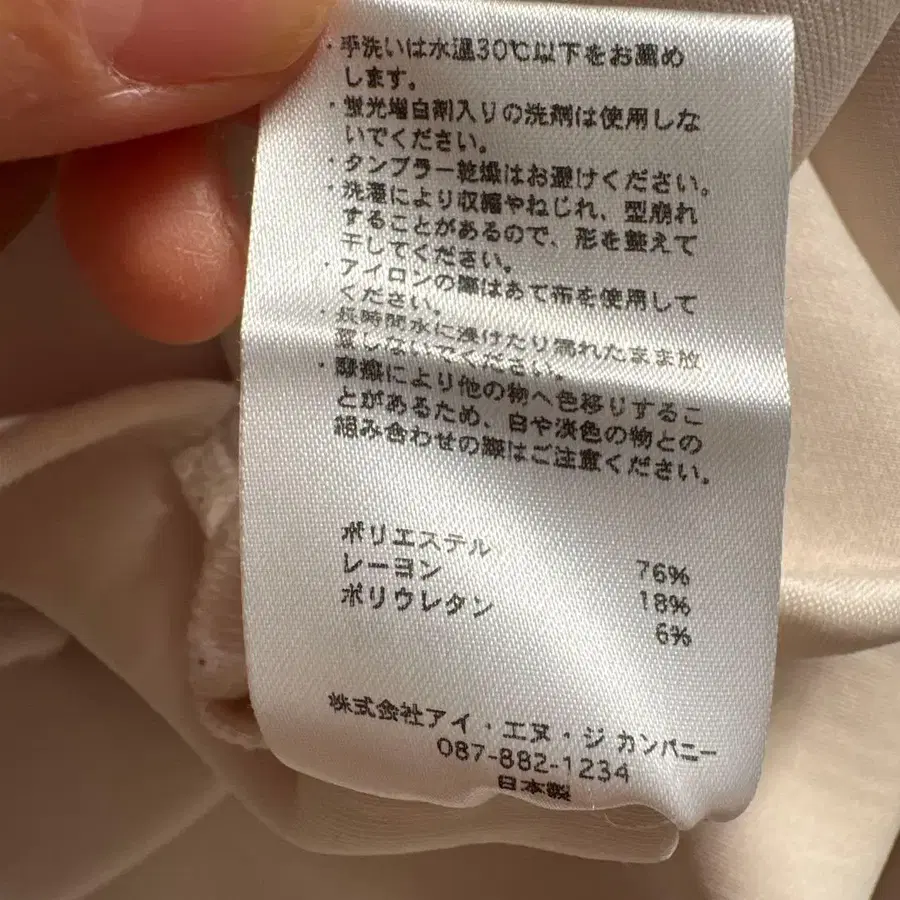 ・手洗いは水温30℃以下をお薦め
します。
・蛍光増白剤入りの洗剤は使用しな
いでください。
・タンブラー乾燥はお避けください。
・洗濯により収縮やねじれ、型崩れ
することがあるので、形を整えて
干してください。
・アイロンの際はあて布を使用して
ください。
・長時間水に浸けたり濡れたまま放
置しないでください。
・摩擦により他の物へ色移りするこ
とがあるため、白や淡色の物との
組み合わせの際はご注意ください。
ポリエステル
レーヨン 76%
ポリウレタン 18%
6%
株式会社アイ・エヌ・ジ カンパニー
087-882-1234
日本製